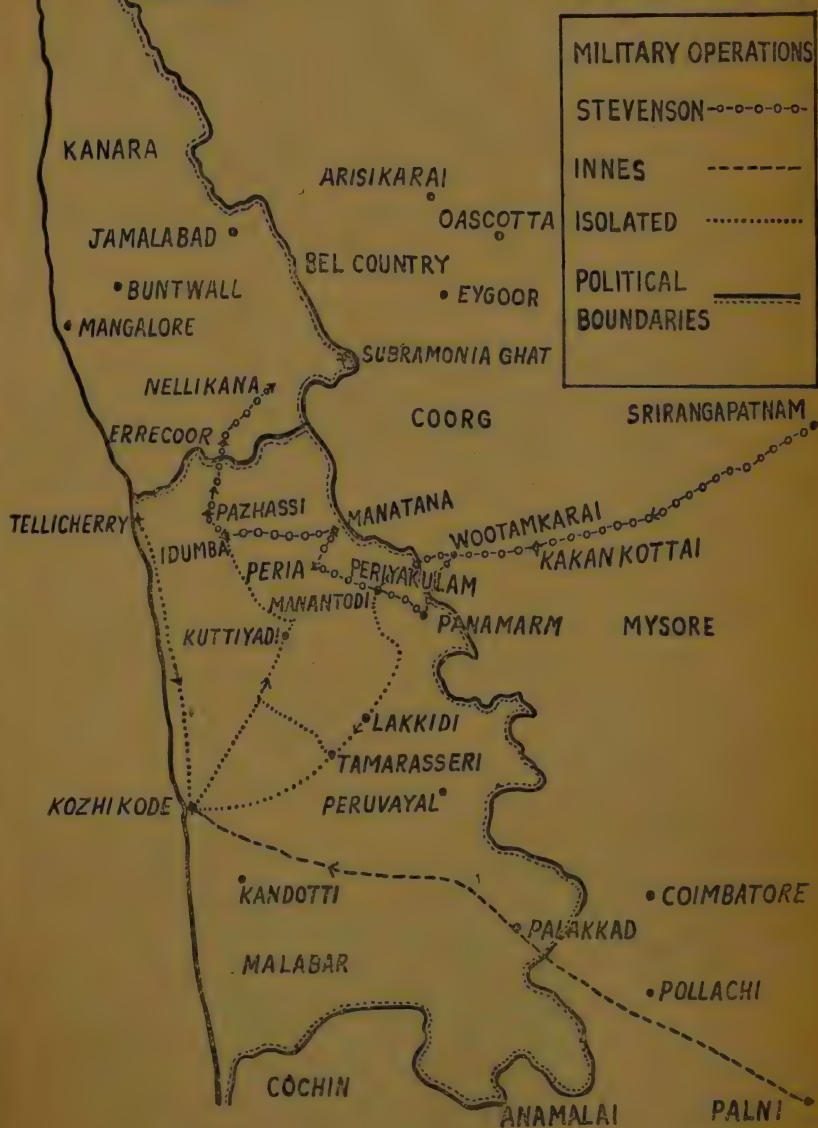 MILITARY OPERATIONS
STEVENSON
INNES
ISOLATED
POLITICAL
BOUNDARIES
KANARA
ARISIKARAI
OASCOTTA
JAMALABAD
BEL COUNTRY
BUNTWALL
EYGOOR
MANGALORE
SUBRAMONIA GHAT
NELLIKANA
COORG
SRIRANGAPATNAM
ERRECOOR
TELLICHERRY
PAZHASSI
MANATANA
WOOTAMKARAI
IDUMBA
KAKANKOTTAI
PERIA
PERIYAKULAM
MANANTODI
PANAMARM
MYSORE
KUTTIYADI
LAKKIDI
TAMARASSERI
KOZHIKODE
PERUVAYAL
KANDOTTI
COIMBATORE
PALAKKAD
MALABAR
POLLACHI
COCHIN
ANAMALAI
PALNI